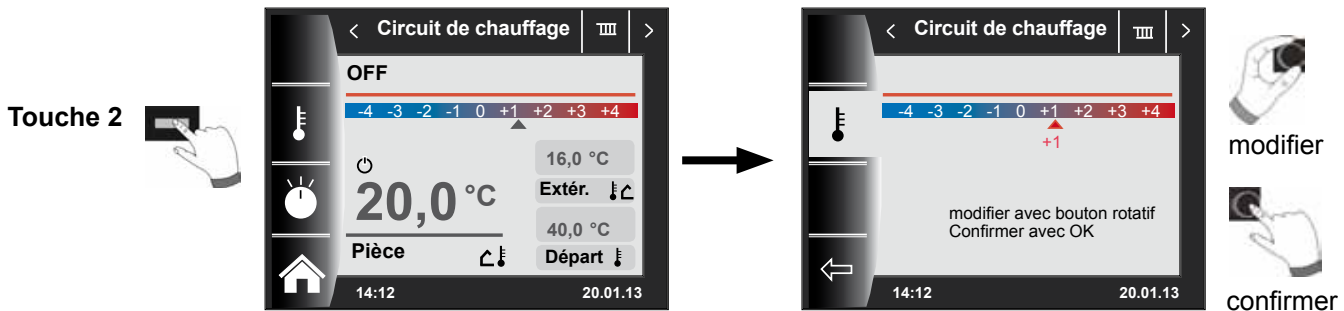 Touche 2
Circuit de chauffage
OFF
-4 -3 -2 -1 0 +1 +2 +3 +4
16,0 °C
Extér.
20,0 °C
40,0 °C
Pièce
Départ
14:12 20.01.13
Circuit de chauffage
-4 -3 -2 -1 0 +1 +2 +3 +4
+1
modifier avec bouton rotatif
Confirmer avec OK
14:12 20.01.13
modifier
confirmer